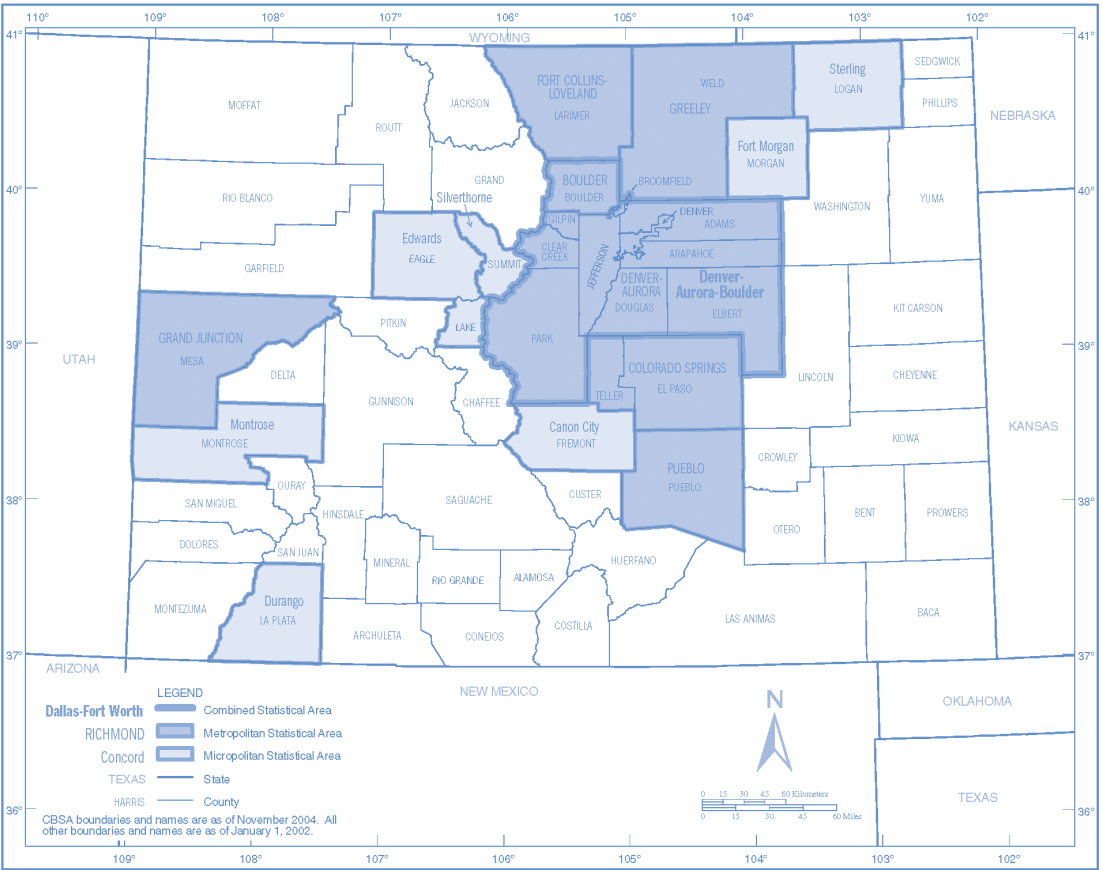 110°
109°
108°
107°
106°
105°
104°
103°
102°
41°
WYOMING
41°
MOFFAT
ROUTT
JACKSON
FORT COLLINS-
LOVELAND
LARIMER
WELD
GREELEY
Sterling
LOGAN
SEDGWICK
PHILLIPS
NEBRASKA
Fort Morgan
MORGAN
40°
RIO BLANCO
GRAND
Silverthorne
BOULDER
BOULDER
BROOMFIELD
WASHINGTON
YUMA
40°
GILPIN
DENVER
ADAMS
Edwards
EAGLE
SUMMIT
CLEAR
CREEK
JEFFERSON
ARAPAHOE
GARFIELD
DENVER-
AURORA
DOUGLAS
Denver-
Aurora-Boulder
ELBERT
KIT CARSON
PITKIN
LAKE
PARK
39°
UTAH
GRAND JUNCTION
MESA
39°
DELTA
GUNNISON
CHAFFEE
COLORADO SPRINGS
EL PASO
TELLER
LINCOLN
CHEYENNE
Montrose
MONTROSE
Canon City
FREMONT
KIOWA
KANSAS
PUEBLO
PUEBLO
CROWLEY
38°
OURAY
SAN MIGUEL
HINSDALE
SAGUACHE
CUSTER
OTERO
BENT
PROWERS
38°
DOLORES
SAN JUAN
MINERAL
RIO GRANDE
ALAMOSA
HUERFANO
MONTEZUMA
Durango
LA PLATA
ARCHULETA
CONEJOS
COSTILLA
LAS ANIMAS
BACA
37°
ARIZONA
37°
NEW MEXICO
OKLAHOMA
TEXAS
LEGEND
Dallas-Fort Worth
Combined Statistical Area
RICHMOND
Metropolitan Statistical Area
Concord
Micropolitan Statistical Area
TEXAS
State
HARRIS
County
CBSA boundaries and names are as of November 2004. All
other boundaries and names are as of January 1, 2002.
N
0 15 30 45 60 Kilometers
0 15 30 45 60 Miles
36°
36°
109°
108°
107°
106°
105°
104°
103°
102°